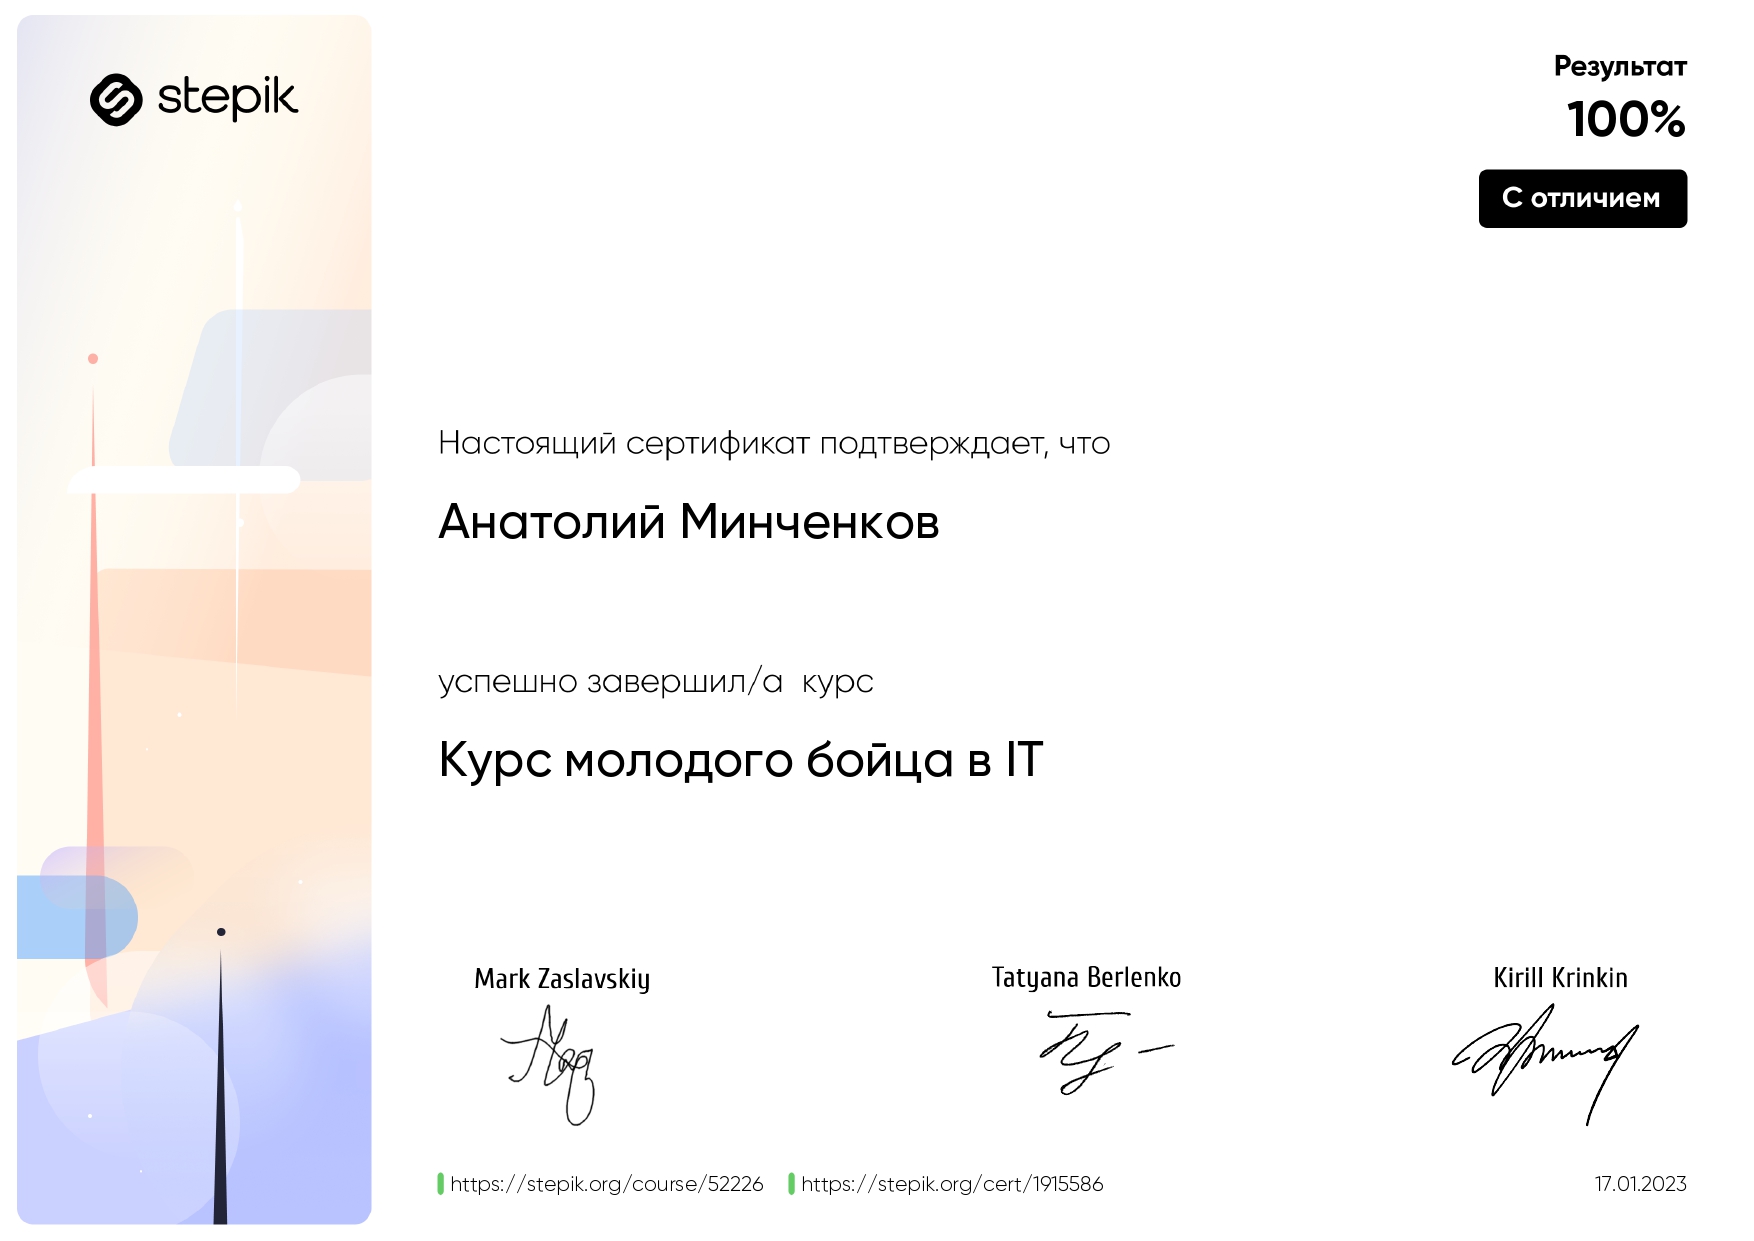 stepik
Результат
100%
С отличием
Настоящий сертификат подтверждает, что
Анатолий Минченков
успешно завершил/а курс
Курс молодого бойца в IT
Mark Zaslavskiy
Tatyana Berlenko
Kirill Krinkin
https://stepik.org/course/52226
https://stepik.org/cert/1915586
17.01.2023